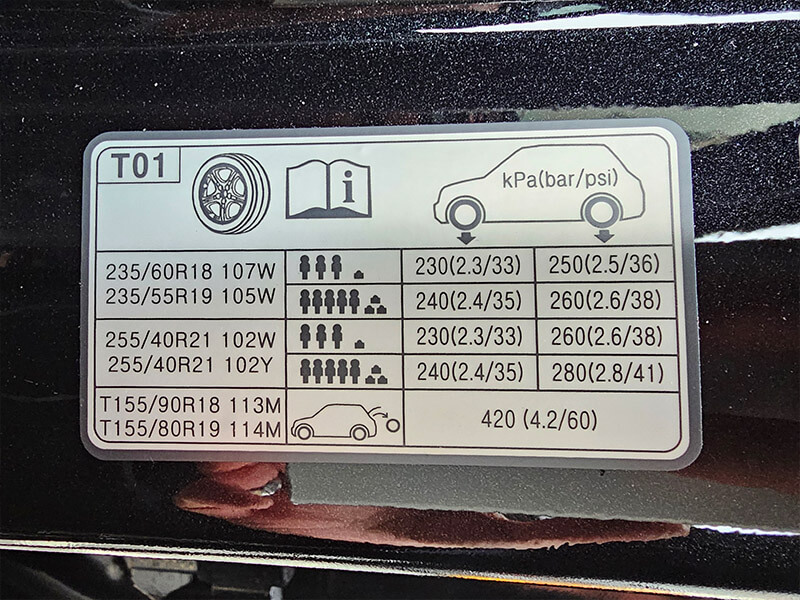 T01
i
kPa(bar/psi)
235/60R18 107W
235/55R19 105W
230(2.3/33) 250(2.5/36)
240(2.4/35) 260(2.6/38)
255/40R21 102W
255/40R21 102Y
230(2.3/33) 260(2.6/38)
240(2.4/35) 280(2.8/41)
T155/90R18 113M
T155/80R19 114M
420 (4.2/60)